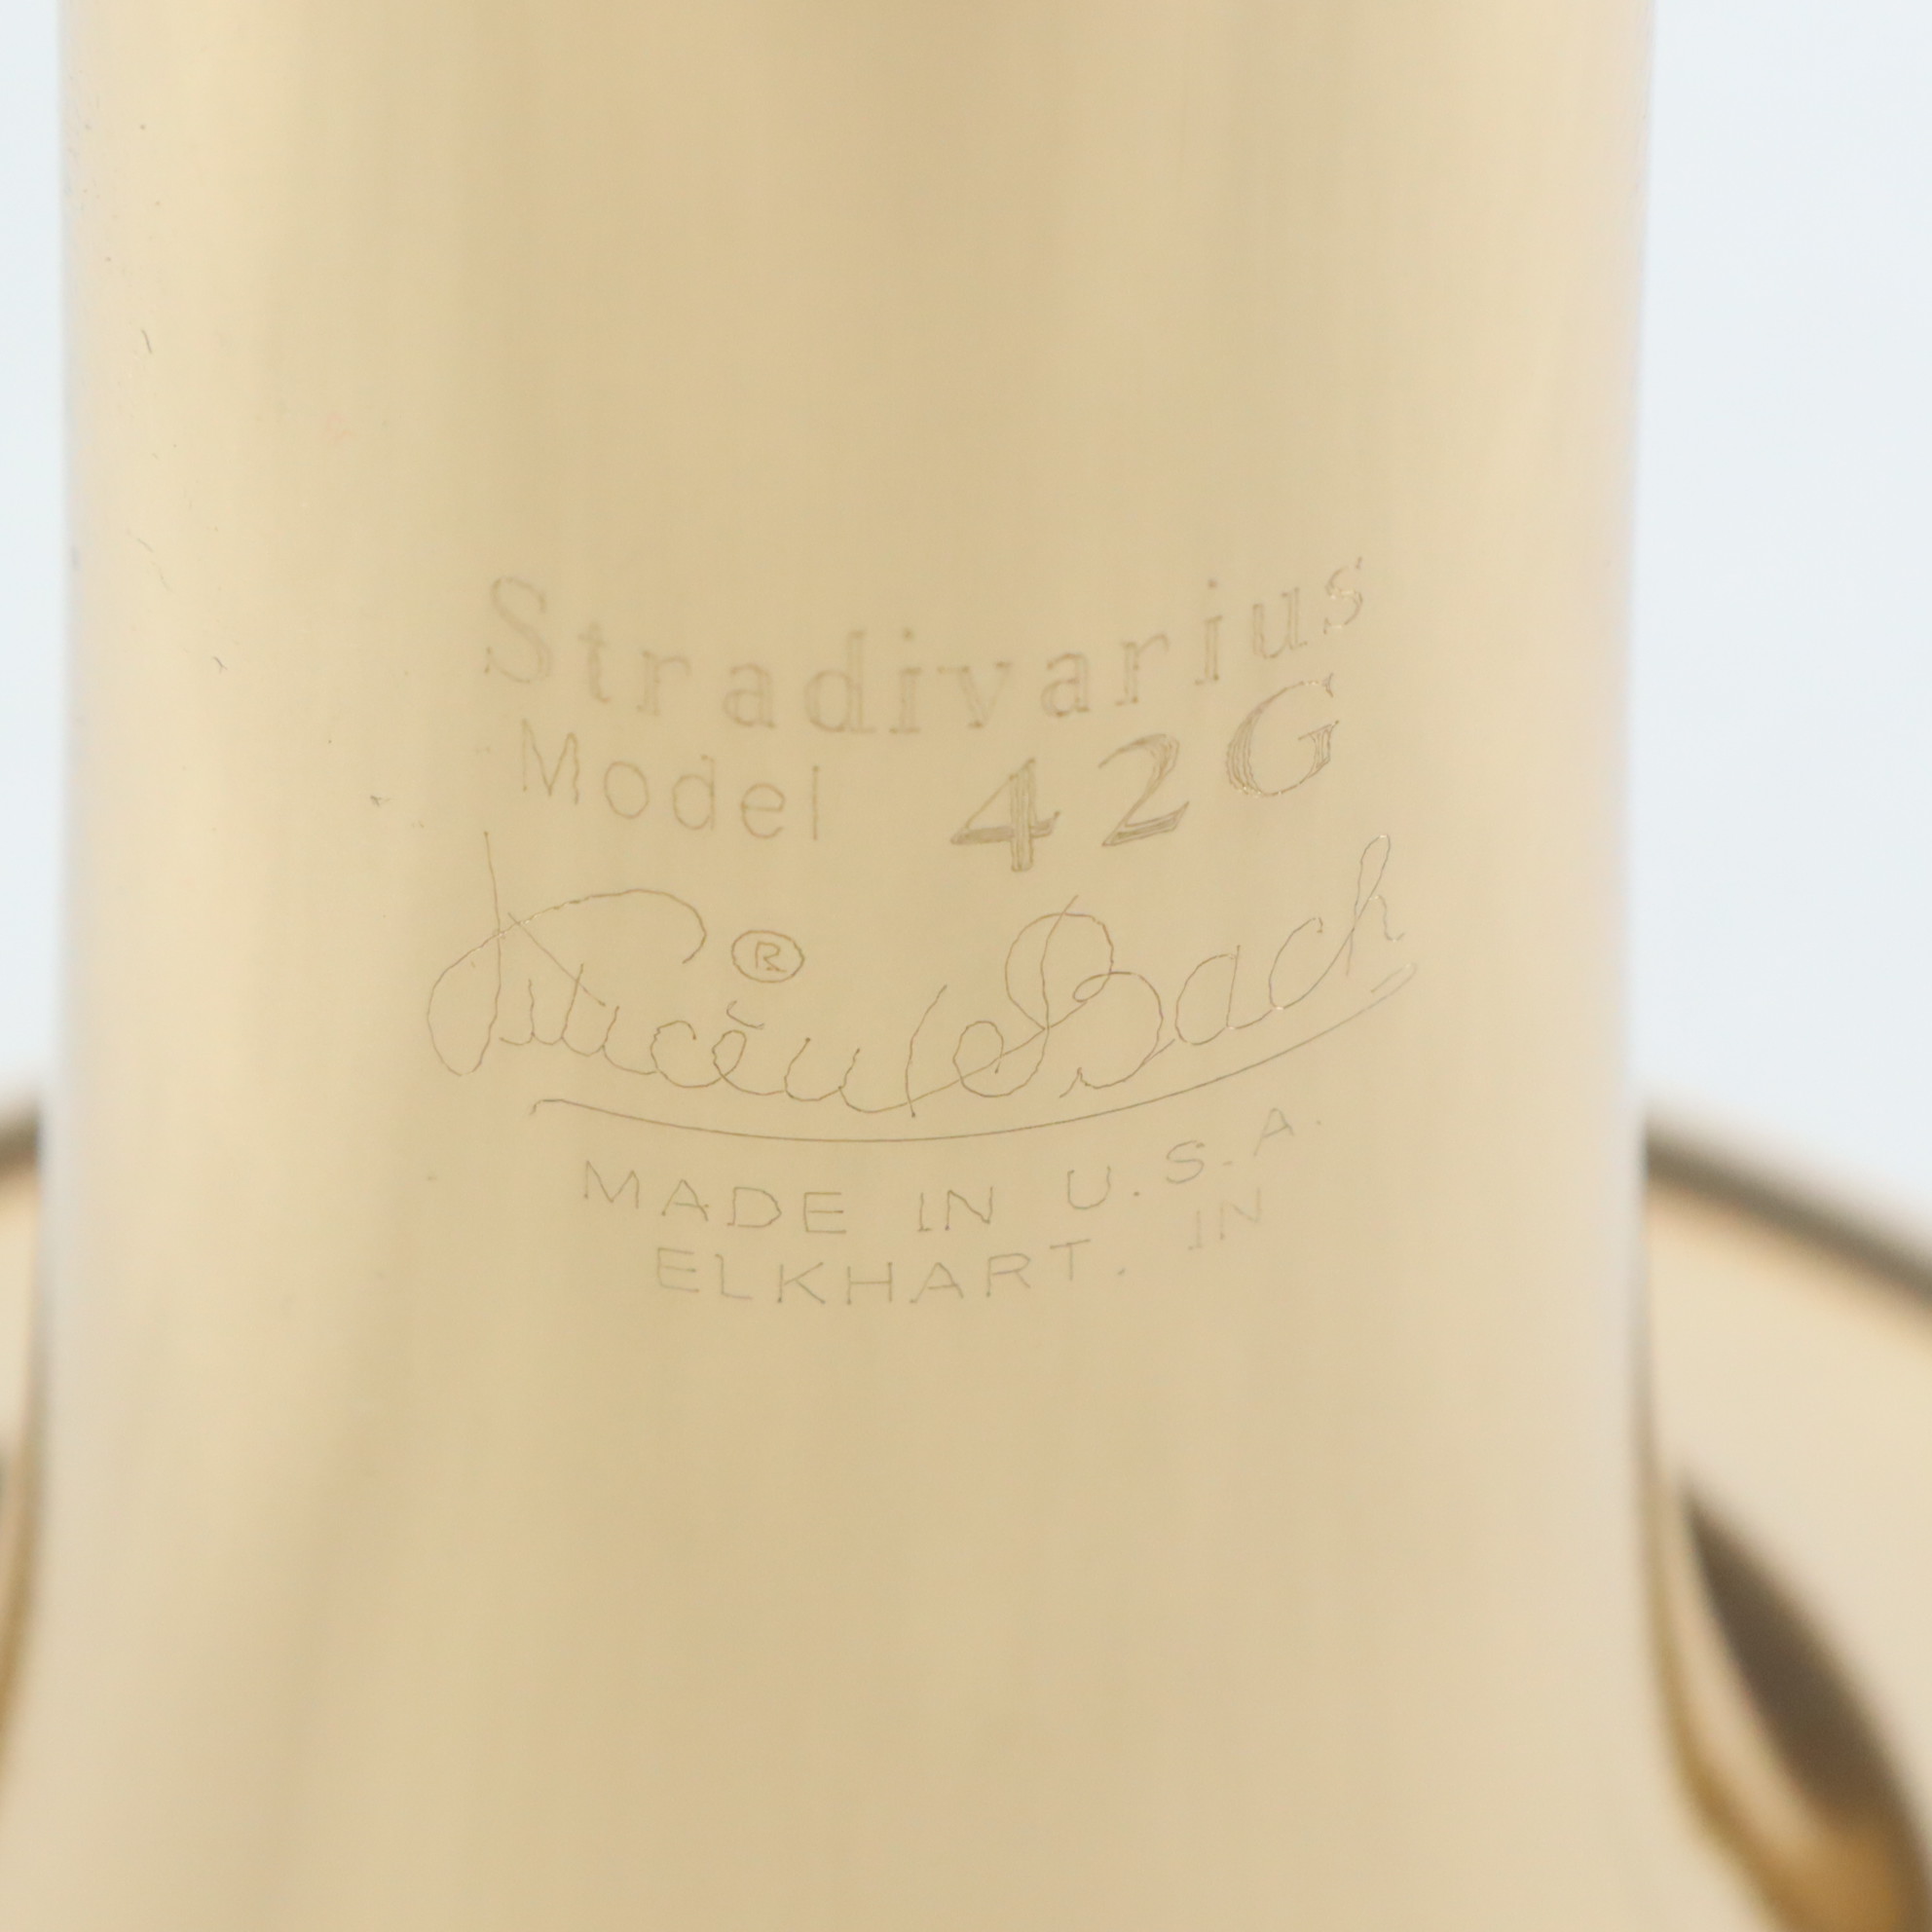 Stradivarius
Model 42G
Vincent Bach ®
MADE IN U.S.A.
ELKHART. IN